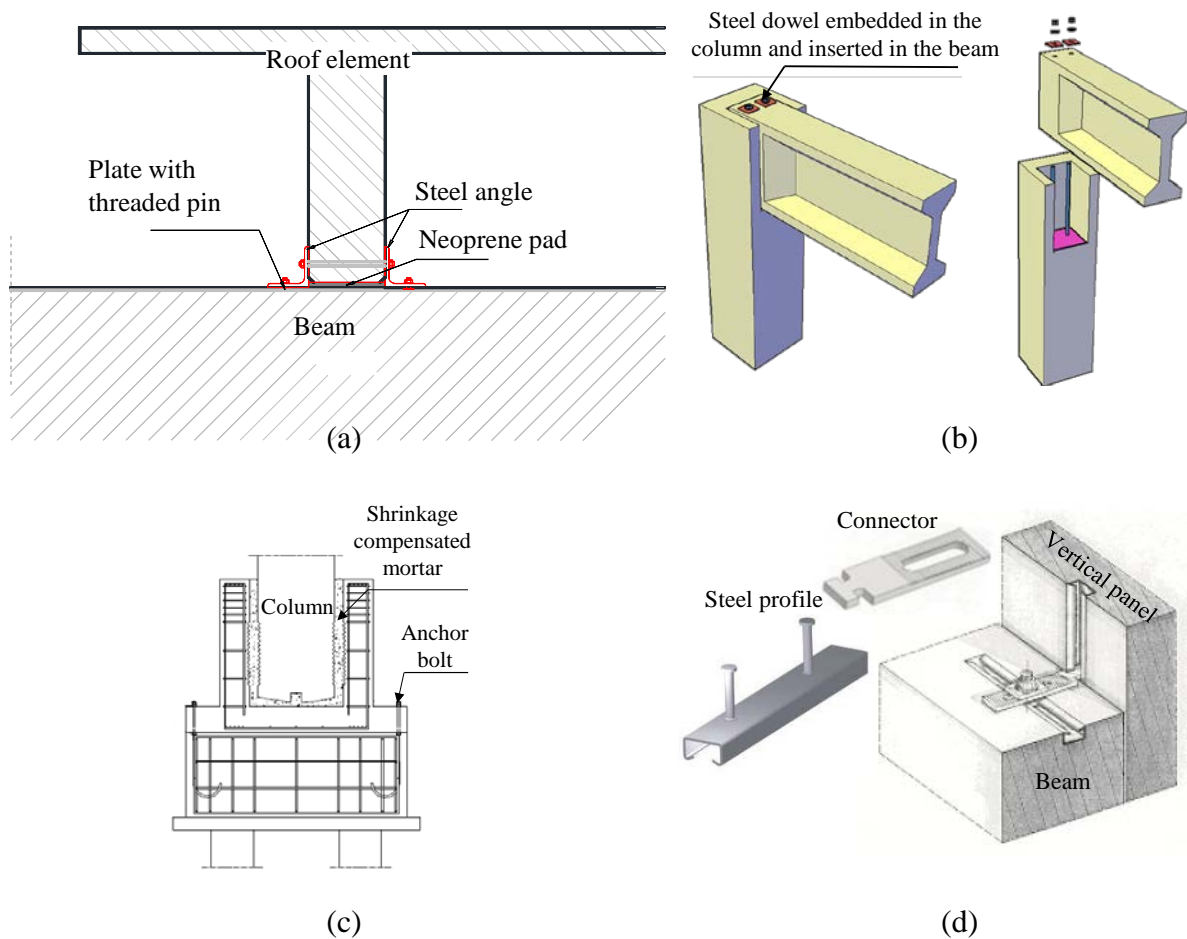 Roof element
Plate with
threaded pin
Steel angle
Neoprene pad
Beam
(a)
Steel dowel embedded in the
column and inserted in the beam
(b)
Shrinkage
compensated
mortar
Column
Anchor
bolt
(c)
Connector
Steel profile
Vertical panel
Beam
(d)